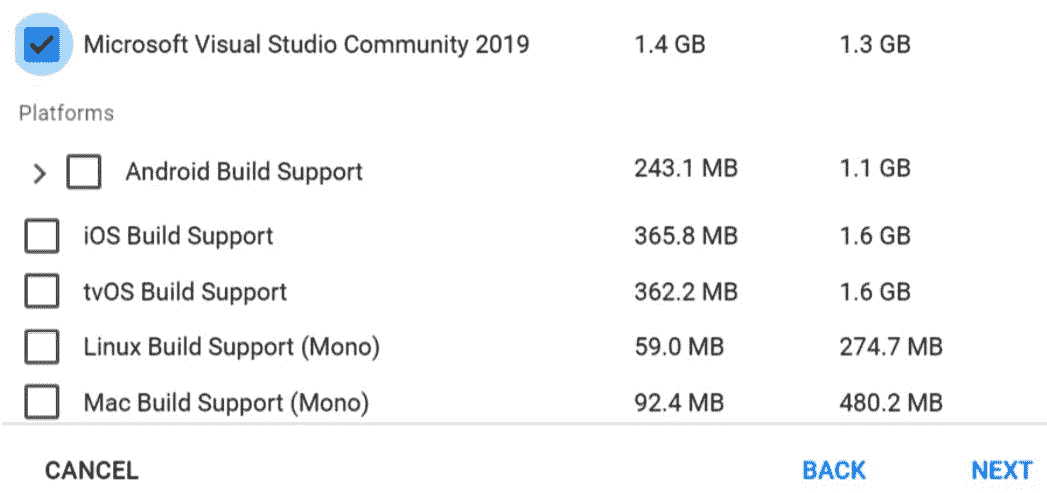 Microsoft Visual Studio Community 2019 1.4 GB 1.3 GB
Platforms
Android Build Support 243.1 MB 1.1 GB
iOS Build Support 365.8 MB 1.6 GB
tvOS Build Support 362.2 MB 1.6 GB
Linux Build Support (Mono) 59.0 MB 274.7 MB
Mac Build Support (Mono) 92.4 MB 480.2 MB
CANCEL BACK NEXT